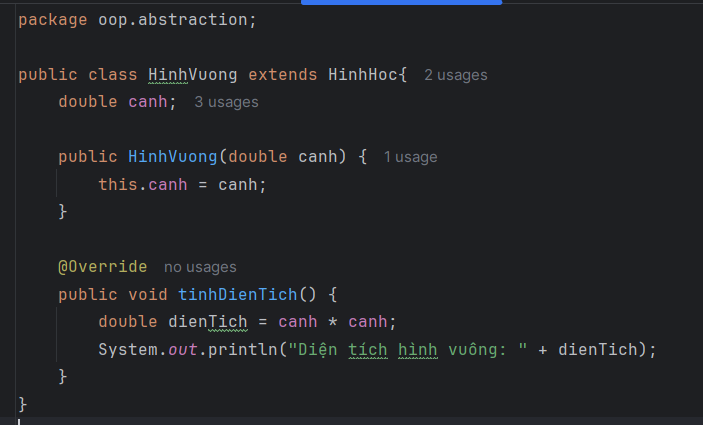 package oop.abstraction;
public class HinhVuong extends HinhHoc{ 2 usages
double canh; 3 usages
public HinhVuong(double canh) { 1 usage
this.canh = canh;
}
@Override no usages
public void tinhDienTich() {
double dienTich = canh * canh;
System.out.println("Diện tích hình vuông: " + dienTich);
}
}